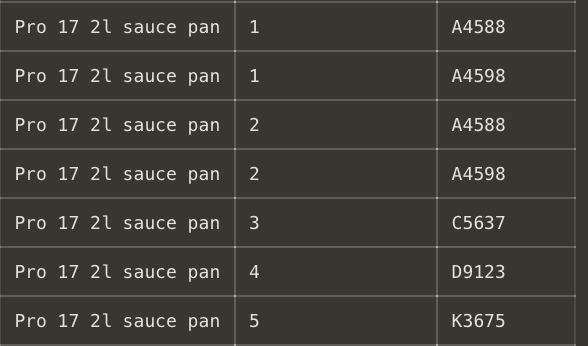 Pro 17 2l sauce pan 1 A4588
Pro 17 2l sauce pan 1 A4598
Pro 17 2l sauce pan 2 A4588
Pro 17 2l sauce pan 2 A4598
Pro 17 2l sauce pan 3 C5637
Pro 17 2l sauce pan 4 D9123
Pro 17 2l sauce pan 5 K3675